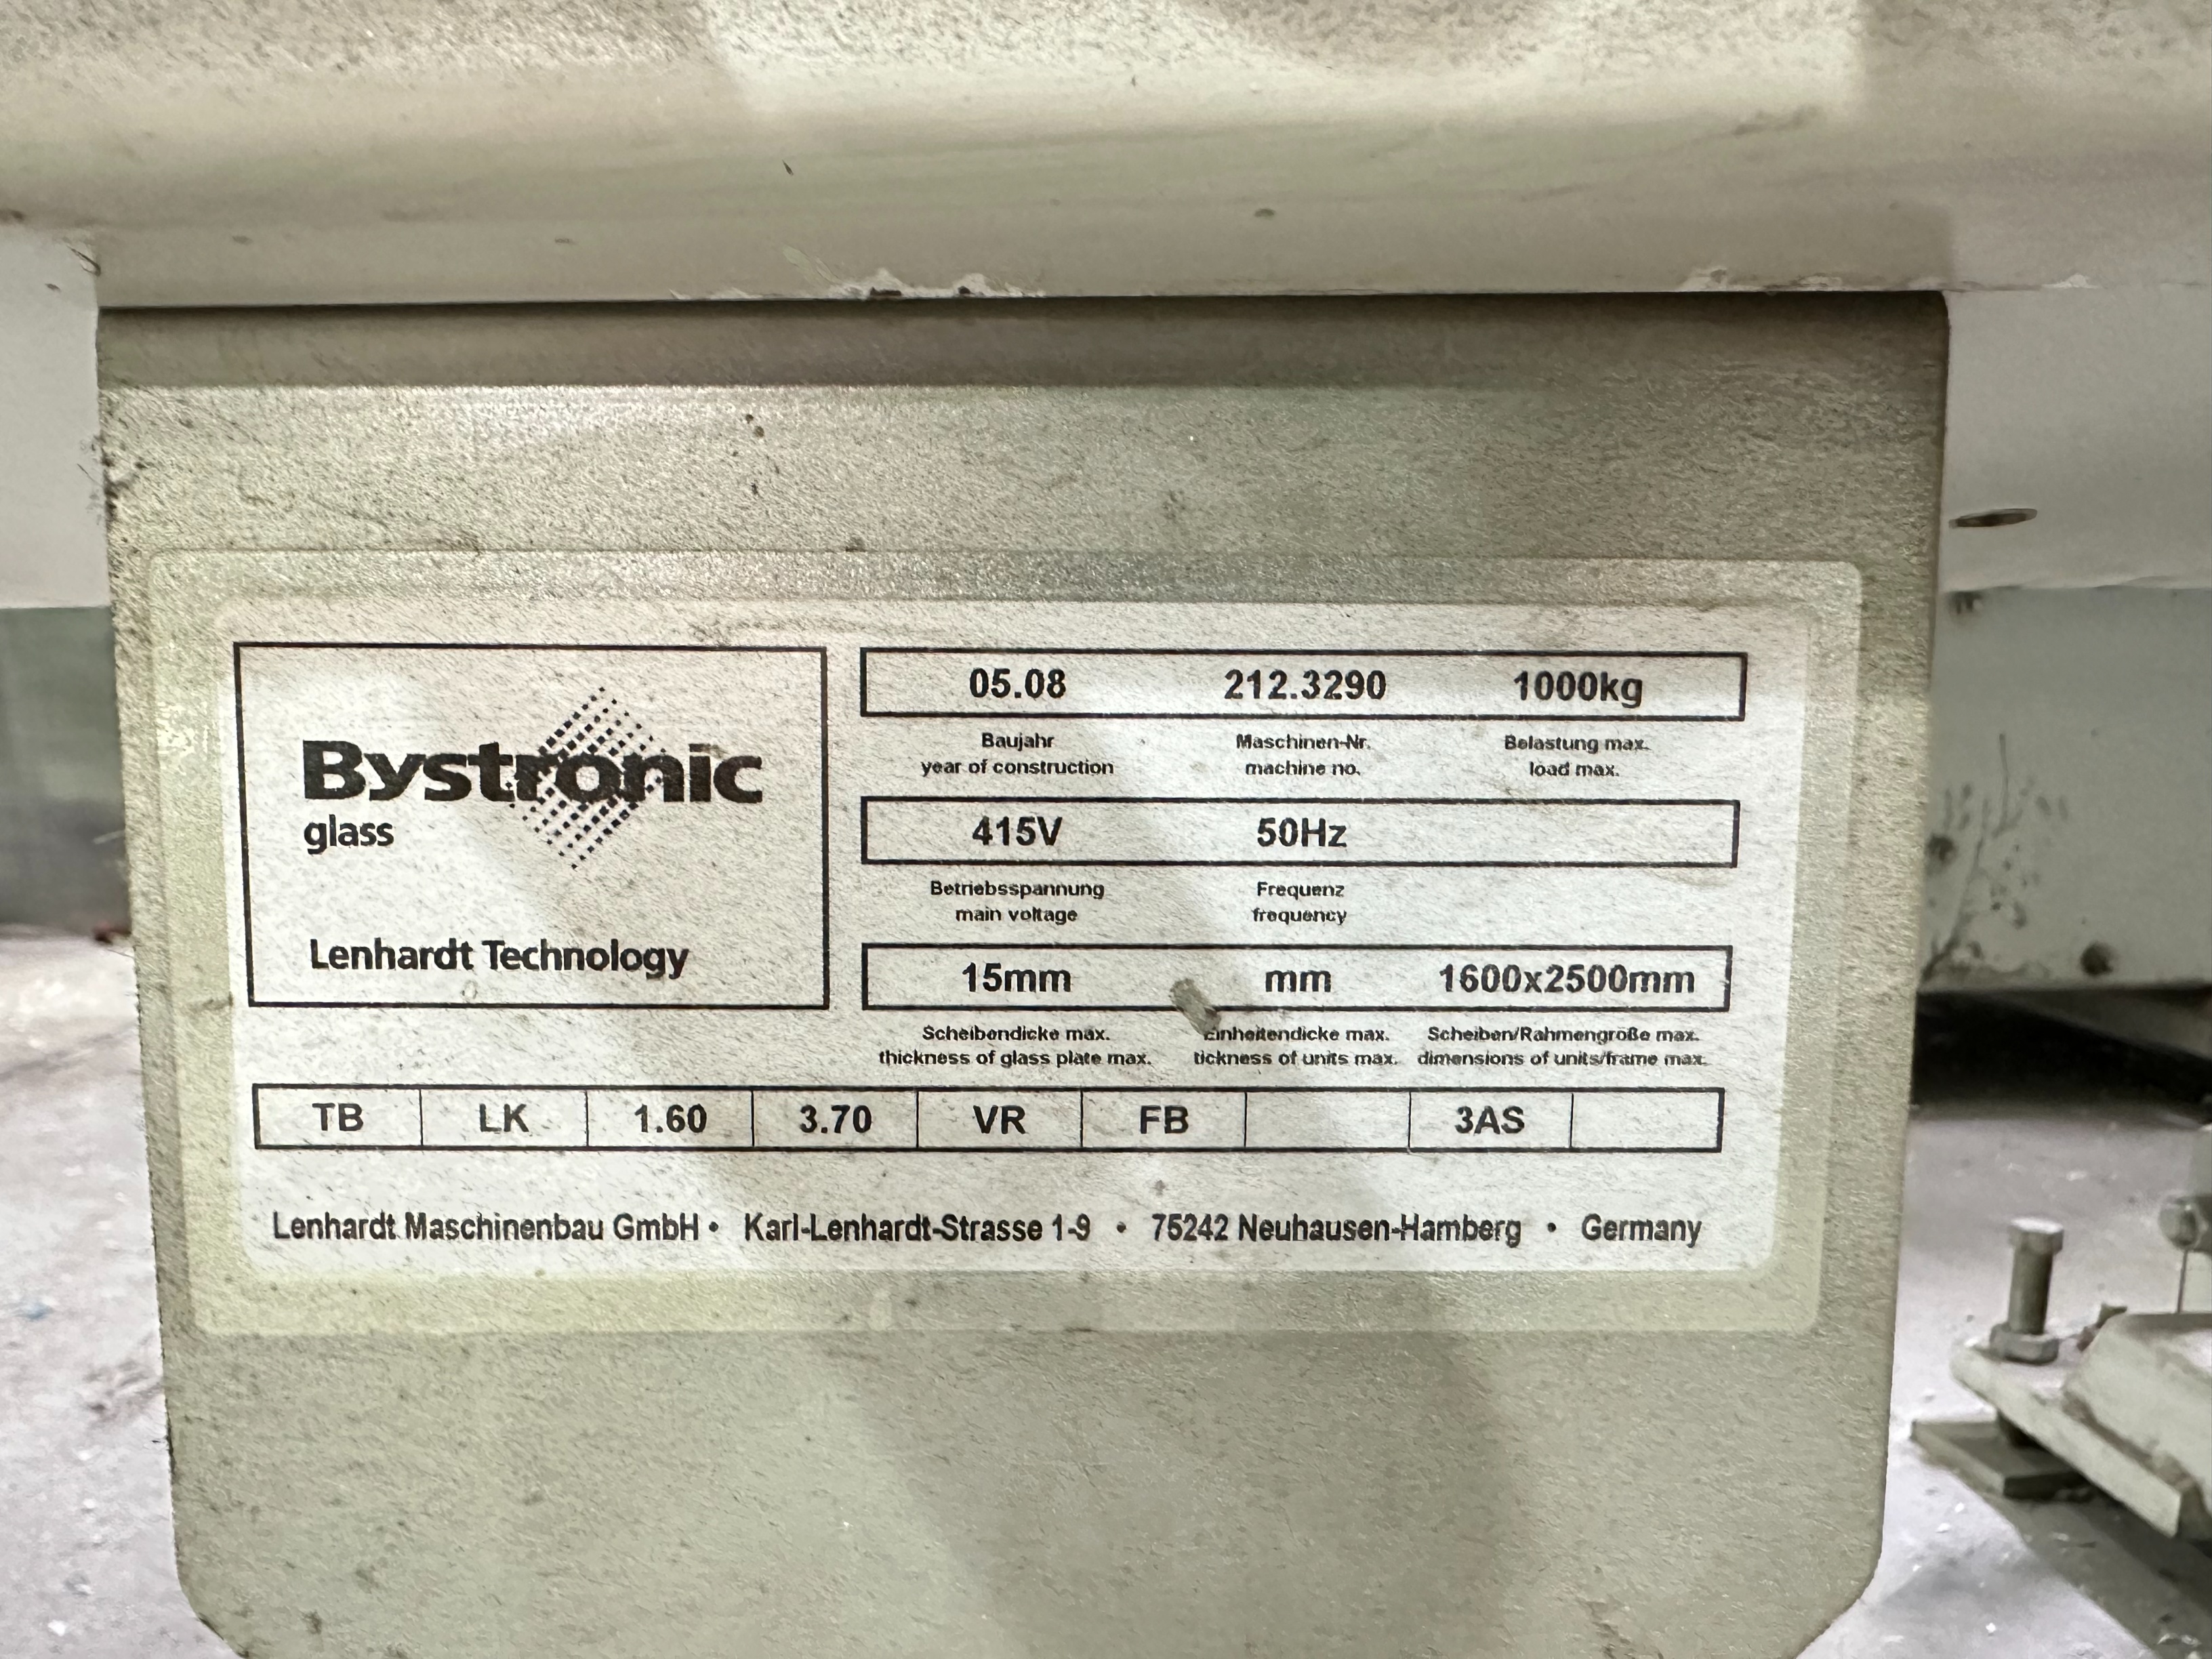 Bystronic
glass
Lenhardt Technology
05.08 212.3290 1000kg
Baujahr Maschinen-Nr. Belastung max.
year of construction machine no. load max.
415V 50Hz
Betriebsspannung Frequenz
main voltage frequency
15mm mm 1600x2500mm
Scheibendicke max. Einheitendicke max. Scheiben/Rahmengröße max.
thickness of glass plate max. tickness of units max. dimensions of units/frame max.
TB LK 1.60 3.70 VR FB 3AS
Lenhardt Maschinenbau GmbH • Karl-Lenhardt-Strasse 1-9 • 75242 Neuhausen-Hamberg • Germany